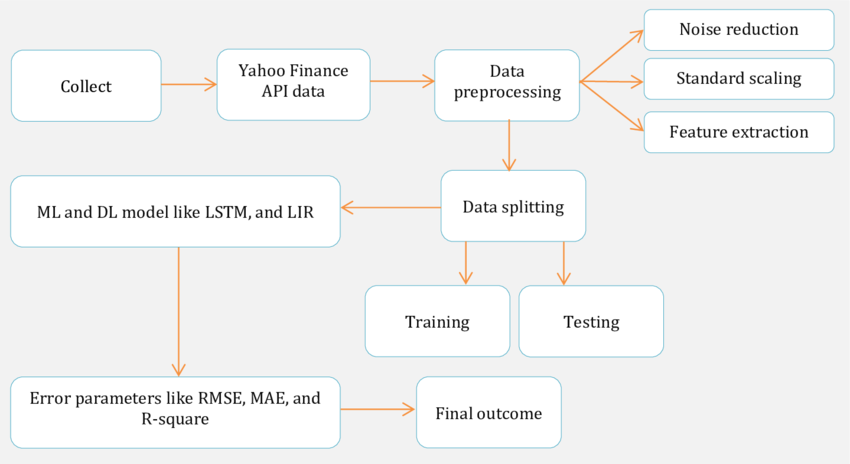 Collect
Yahoo Finance
API data
Data
preprocessing
Noise reduction
Standard scaling
Feature extraction
ML and DL model like LSTM, and LIR
Data splitting
Training
Testing
Error parameters like RMSE, MAE, and
R-square
Final outcome